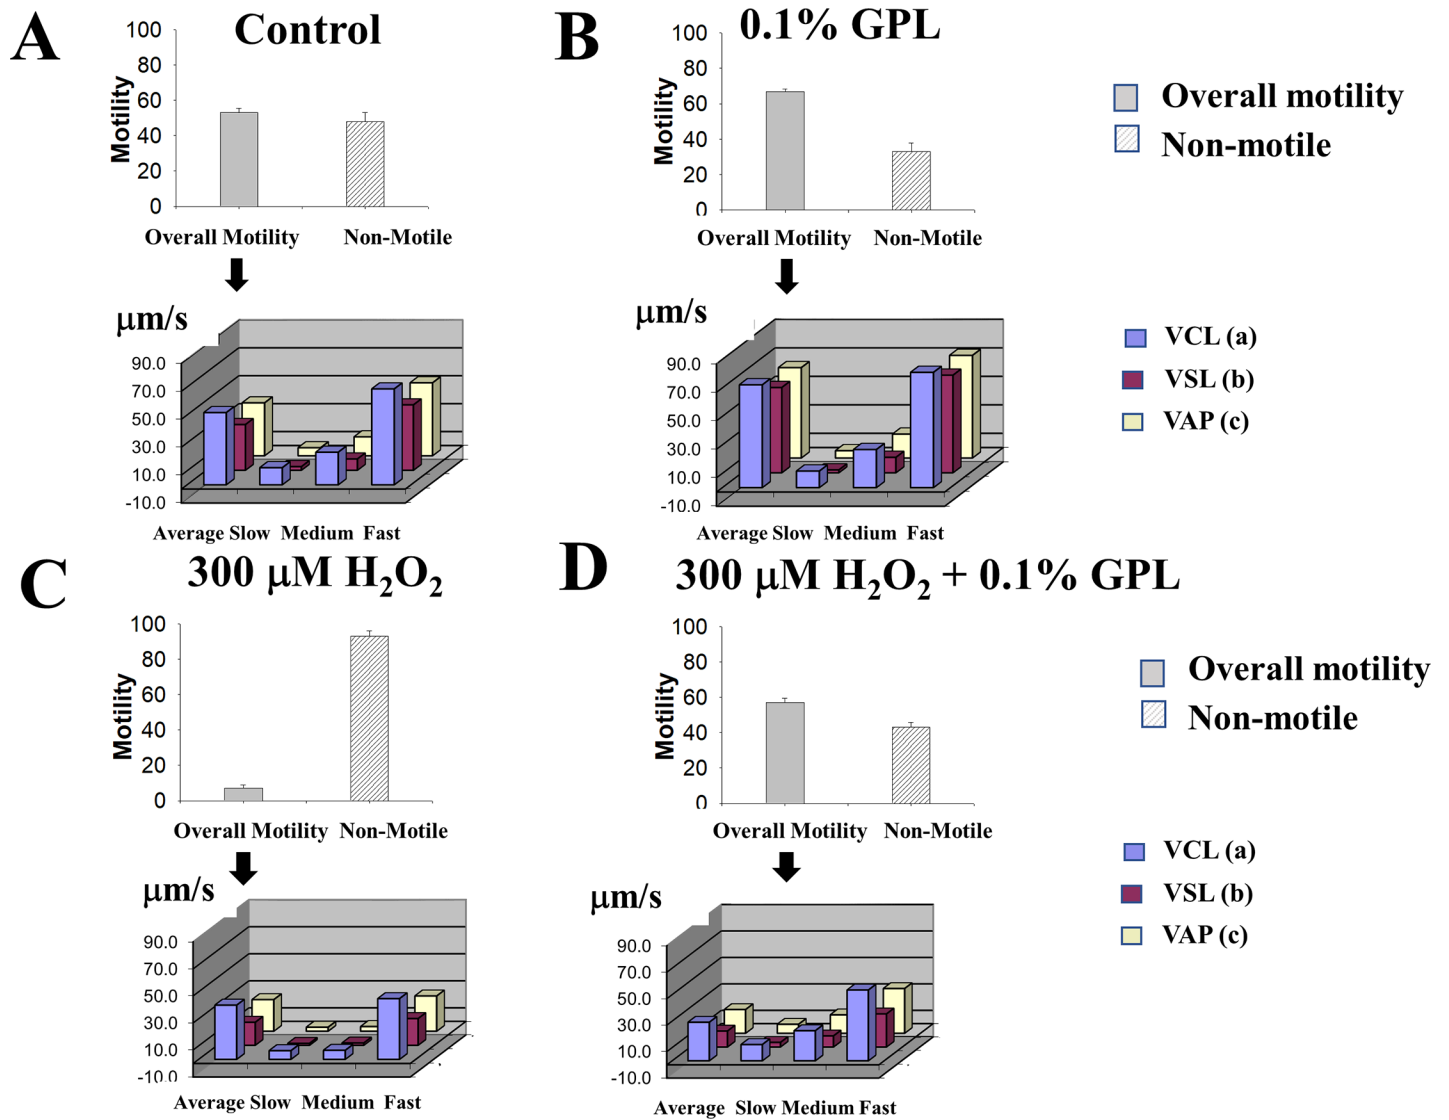 A
Control
100
80
60
40
20
0
Motility
Overall Motility Non-Motile
μm/s
90.0
70.0
50.0
30.0
10.0
-10.0
Average Slow Medium Fast
B
0.1% GPL
100
80
60
40
20
0
Motility
Overall Motility Non-Motile
μm/s
90.0
70.0
50.0
30.0
10.0
-10.0
Average Slow Medium Fast
Overall motility
Non-motile
VCL (a)
VSL (b)
VAP (c)
C
300 μM H₂O₂
100
80
60
40
20
0
Motility
Overall Motility Non-Motile
μm/s
90.0
70.0
50.0
30.0
10.0
-10.0
Average Slow Medium Fast
D
300 μM H₂O₂ + 0.1% GPL
100
80
60
40
20
0
Motility
Overall Motility Non-Motile
μm/s
90.0
70.0
50.0
30.0
10.0
-10.0
Average Slow Medium Fast
Overall motility
Non-motile
VCL (a)
VSL (b)
VAP (c)